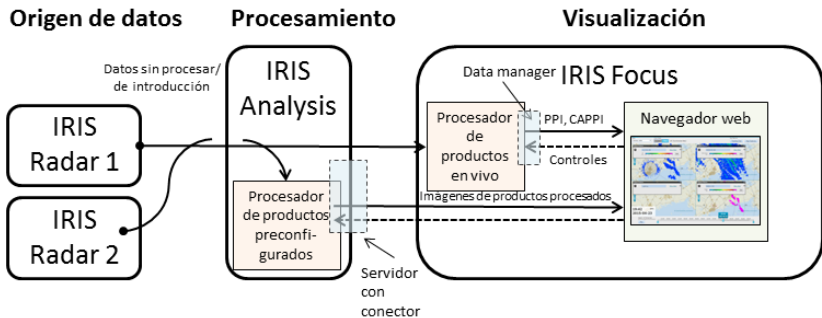 Origen de datos
Procesamiento
Visualización
Datos sin procesar/
de introducción
IRIS
Analysis
Data manager
IRIS Focus
IRIS
Radar 1
Procesador
de
productos
en vivo
PPI, CAPPI
Controles
Navegador web
IRIS
Radar 2
Procesador
de productos
preconfi-
gurados
Imágenes de productos procesados
Servidor
con
conector